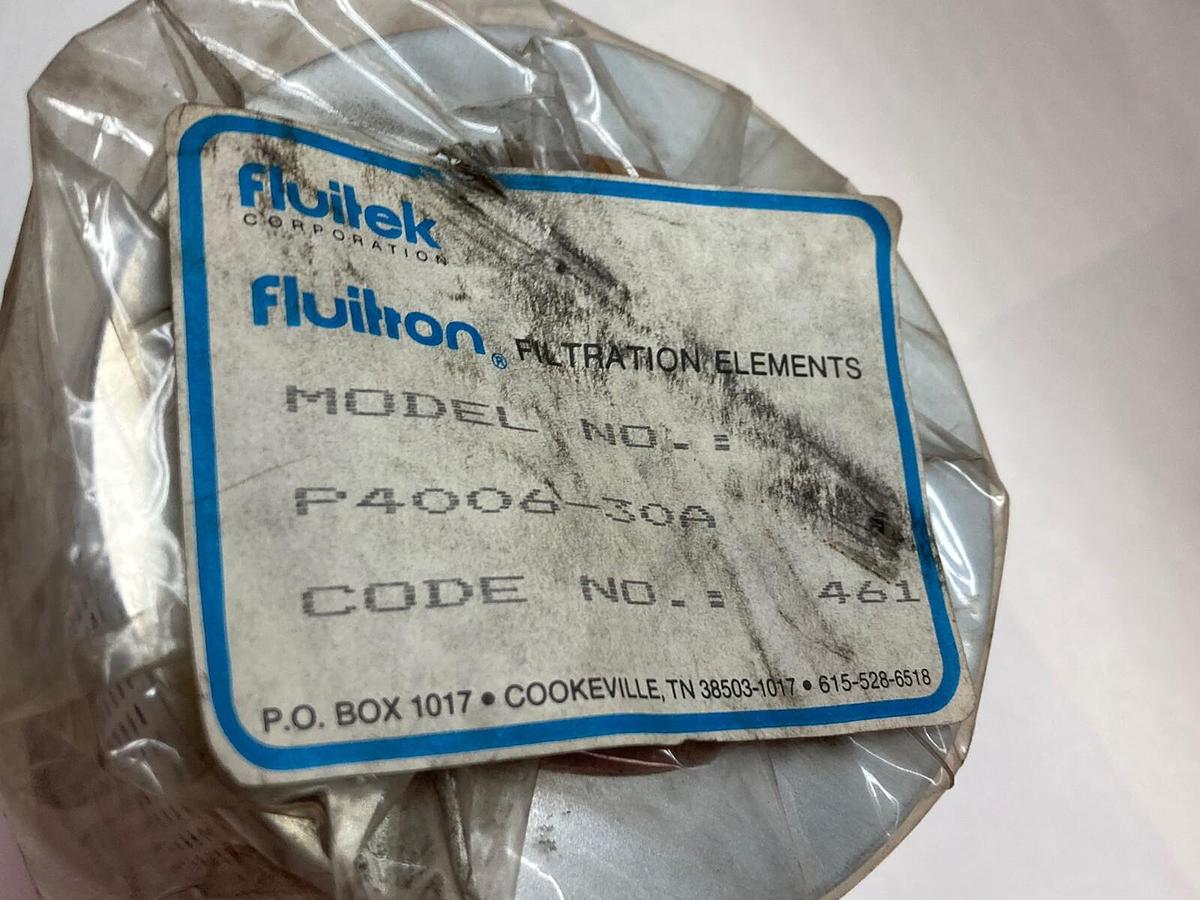 fluitek
CORPORATION
fluitron® FILTRATION ELEMENTS
MODEL NO.:
P4006-30A
CODE NO.: 461
P.O. BOX 1017 • COOKEVILLE, TN 38503-1017 • 615-528-6518